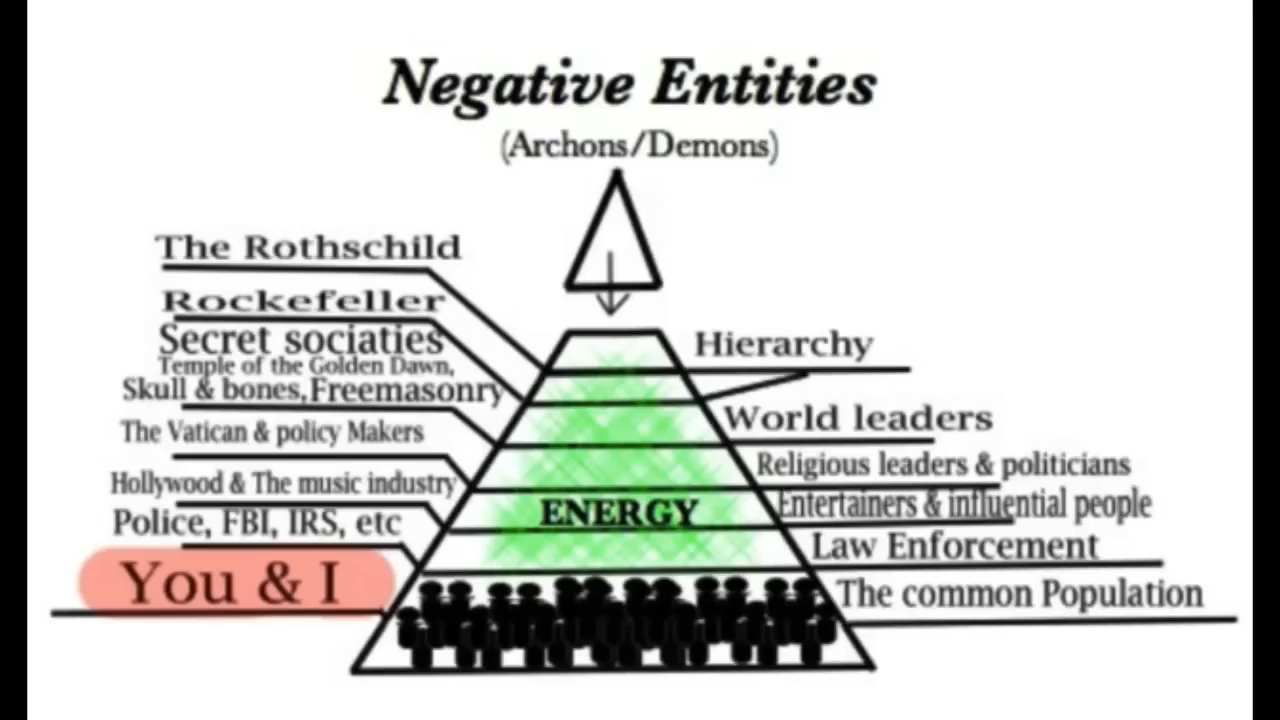 Negative Entities
(Archons/Demons)
The Rothschild
Rockefeller
Secret sociaties
Temple of the Golden Dawn,
Skull & bones,Freemasonry
The Vatican & policy Makers
Hollywood & The music industry
Police, FBI, IRS, etc
You & I
ENERGY
Hierarchy
World leaders
Religious leaders & politicians
Entertainers & influential people
Law Enforcement
The common Population